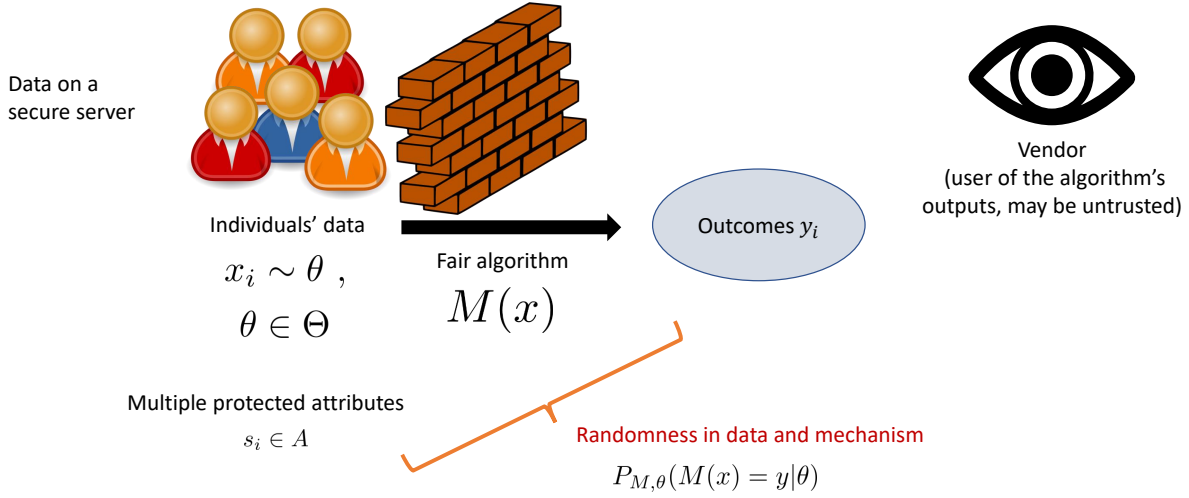 Data on a
secure server
Individuals’ data
x_i ∼ θ ,
θ ∈ Θ
Fair algorithm
M(x)
Outcomes y_i
Vendor
(user of the algorithm’s
outputs, may be untrusted)
Multiple protected attributes
s_i ∈ A
Randomness in data and mechanism
P_{M,θ}(M(x) = y|θ)